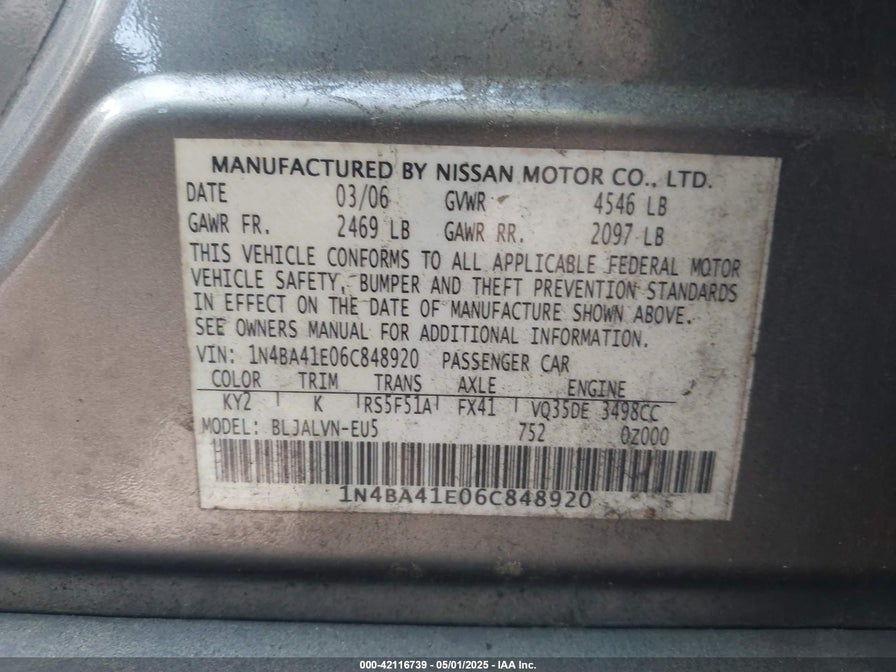 MANUFACTURED BY NISSAN MOTOR CO., LTD.
DATE 03/06 GVWR 4546 LB
GAWR FR. 2469 LB GAWR RR. 2097 LB
THIS VEHICLE CONFORMS TO ALL APPLICABLE FEDERAL MOTOR
VEHICLE SAFETY, BUMPER AND THEFT PREVENTION STANDARDS
IN EFFECT ON THE DATE OF MANUFACTURE SHOWN ABOVE.
SEE OWNERS MANUAL FOR ADDITIONAL INFORMATION.
VIN: 1N4BA41E06C848920 PASSENGER CAR
COLOR TRIM TRANS AXLE ENGINE
KY2 K RS5F51A FX41 VQ35DE 3498CC
MODEL: BLJALVN-EU5 752 0Z000
1N4BA41E06C848920
000-42116739 - 05/01/2025 - IAA Inc.